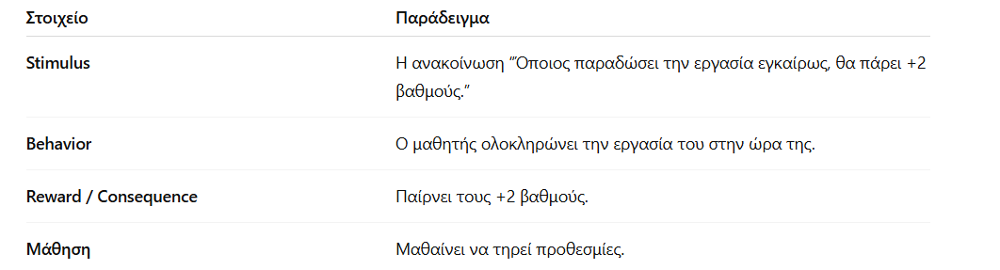 Στοιχείο Παράδειγμα
Stimulus Η ανακοίνωση “Όποιος παραδώσει την εργασία εγκαίρως, θα πάρει +2
βαθμούς.”
Behavior Ο μαθητής ολοκληρώνει την εργασία του στην ώρα της.
Reward / Consequence Παίρνει τους +2 βαθμούς.
Μάθηση Μαθαίνει να τηρεί προθεσμίες.